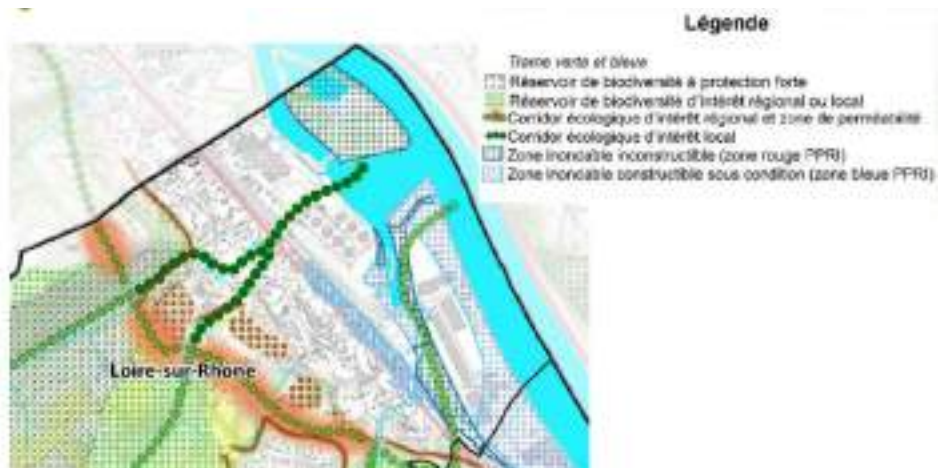 Légende
Trame verte et bleue
Réservoir de biodiversité à protection forte
Réservoir de biodiversité d'intérêt régional ou local
Corridor écologique d'intérêt régional et zone de perméabilité
Corridor écologique d'intérêt local
Zone inondable inconstructible (zone rouge PPRI)
Zone inondable constructible sous condition (zone bleue PPRI)
Loire-sur-Rhone